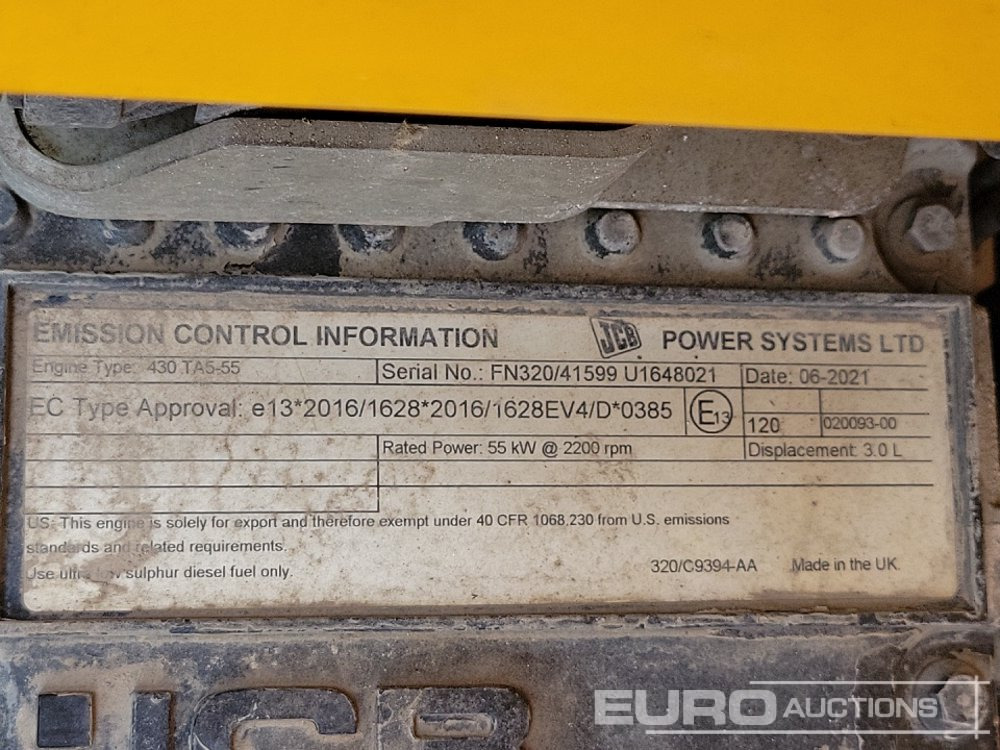 EMISSION CONTROL INFORMATION JCB POWER SYSTEMS LTD
Engine Type: 430 TA5-55 Serial No.: FN320/41599 U1648021 Date: 06-2021
EC Type Approval: e13*2016/1628*2016/1628EV4/D*0385 E13 120 020093-00
Rated Power: 55 kW @ 2200 rpm Displacement: 3.0 L
US: This engine is solely for export and therefore exempt under 40 CFR 1068.230 from U.S. emissions
standards and related requirements.
Use ultra low sulphur diesel fuel only. 320/C9394-AA Made in the UK.
JCB
EURO AUCTIONS